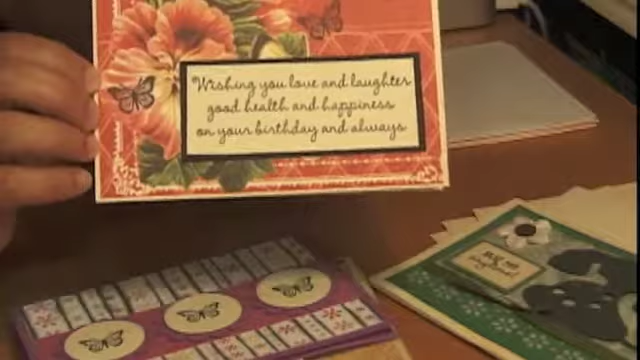 Wishing you love and laughter
good health and happiness
on your birthday and always